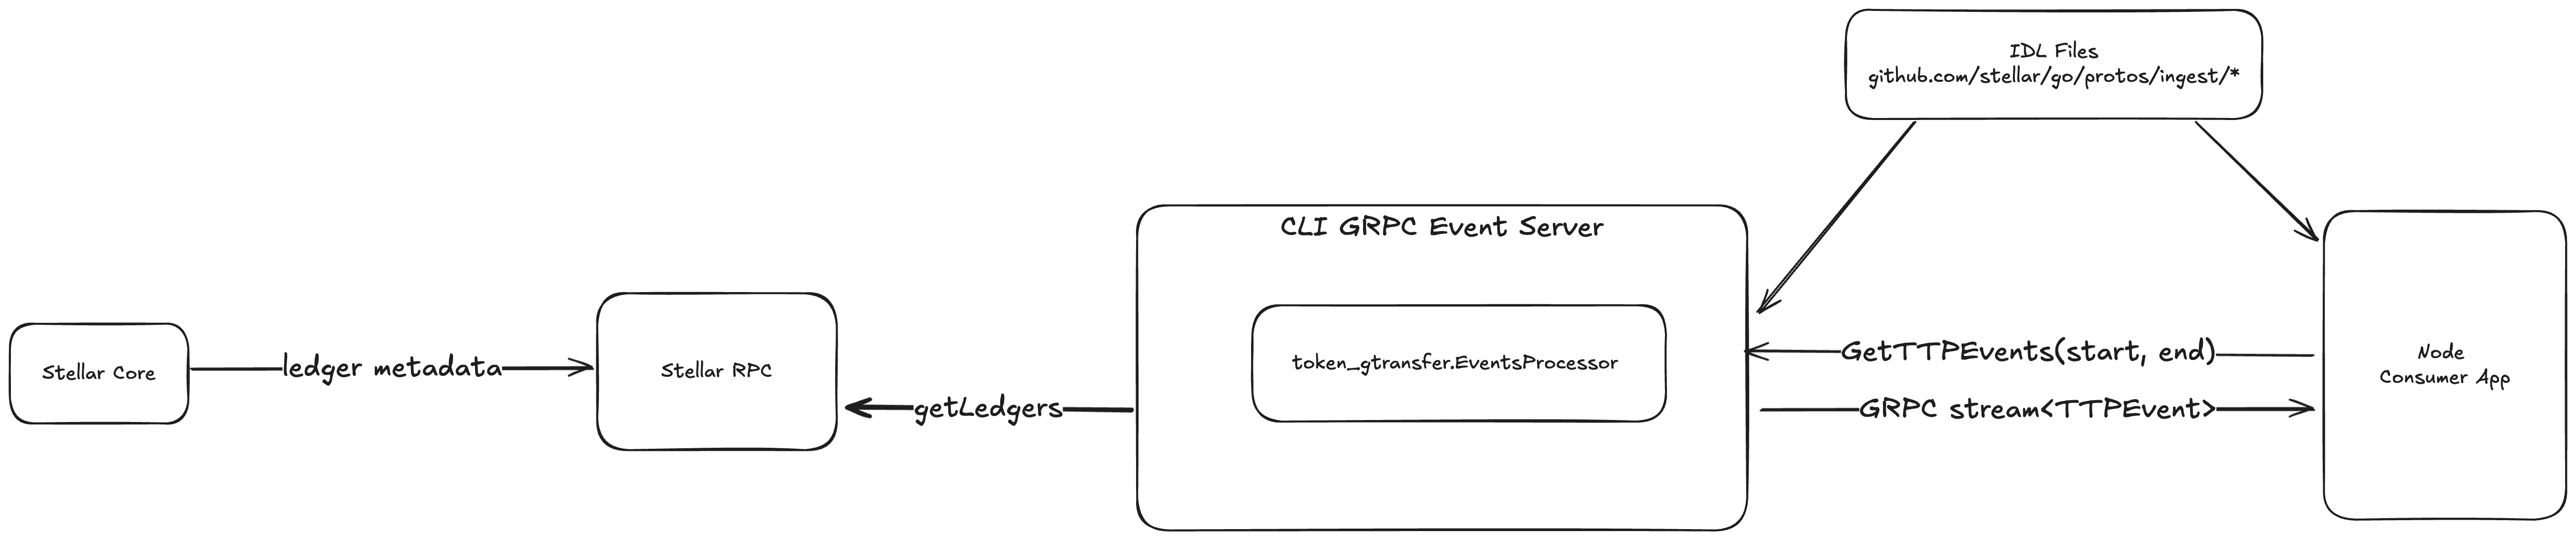 IDL Files
github.com/stellar/go/protos/ingest/*
CLI GRPC Event Server
Stellar Core
ledger metadata
Stellar RPC
getLedgers
token_gtransfer.EventsProcessor
GetTTPEvents(start, end)
GRPC stream<TTPEvent>
Node
Consumer App